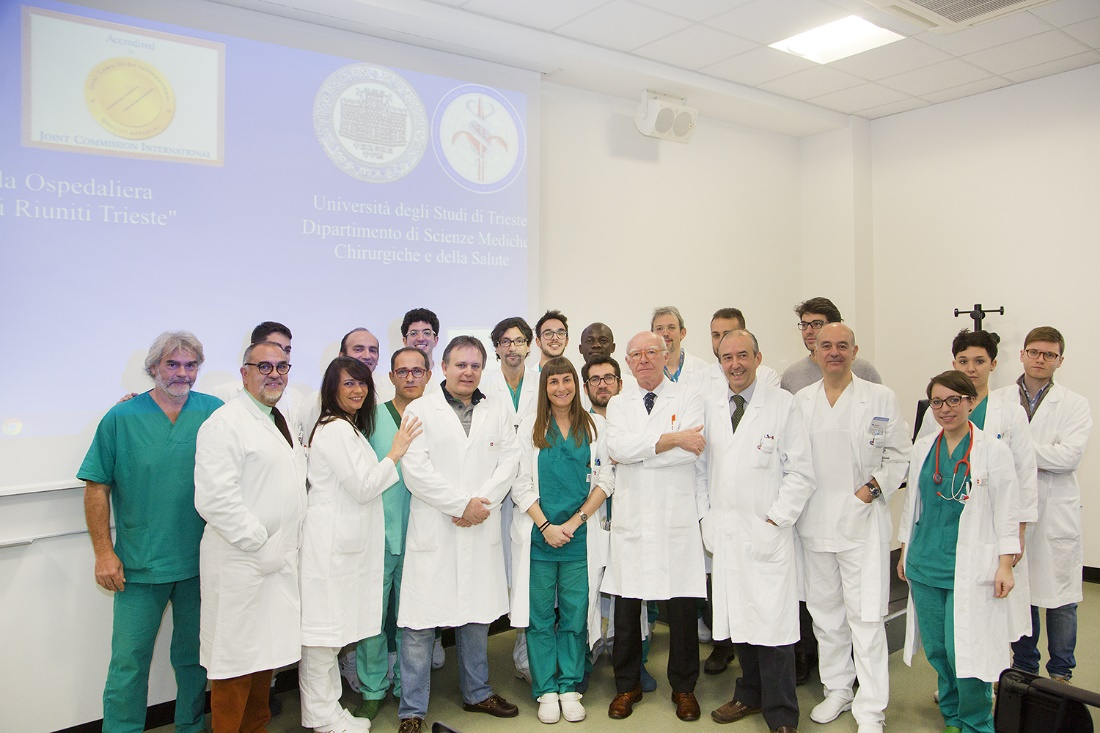 Accredited
by
JOINT COMMISSION INTERNATIONAL
da Ospedaliera
i Riuniti Trieste"
Università degli Studi di Trieste
Dipartimento di Scienze Mediche
Chirurgiche e della Salute